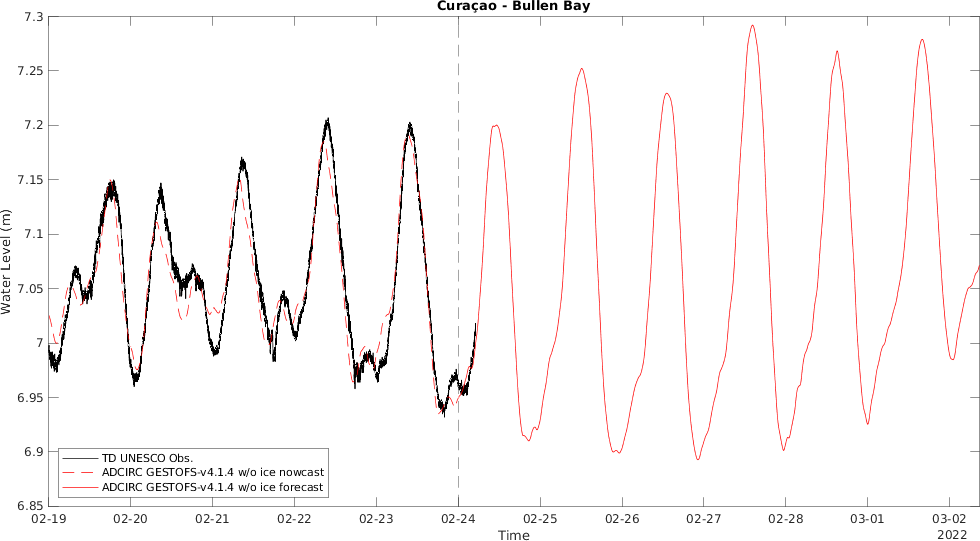 Curaçao - Bullen Bay
7.3
7.25
7.2
7.15
7.1
7.05
7
6.95
6.9
6.85
Water Level (m)
TD UNESCO Obs.
ADCIRC GESTOFS-v4.1.4 w/o ice nowcast
ADCIRC GESTOFS-v4.1.4 w/o ice forecast
02-19 02-20 02-21 02-22 02-23 02-24 02-25 02-26 02-27 02-28 03-01 03-02
Time
2022